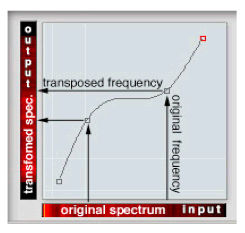 output
transfomed spec.
transposed frequency
original frequency
original spectrum
input